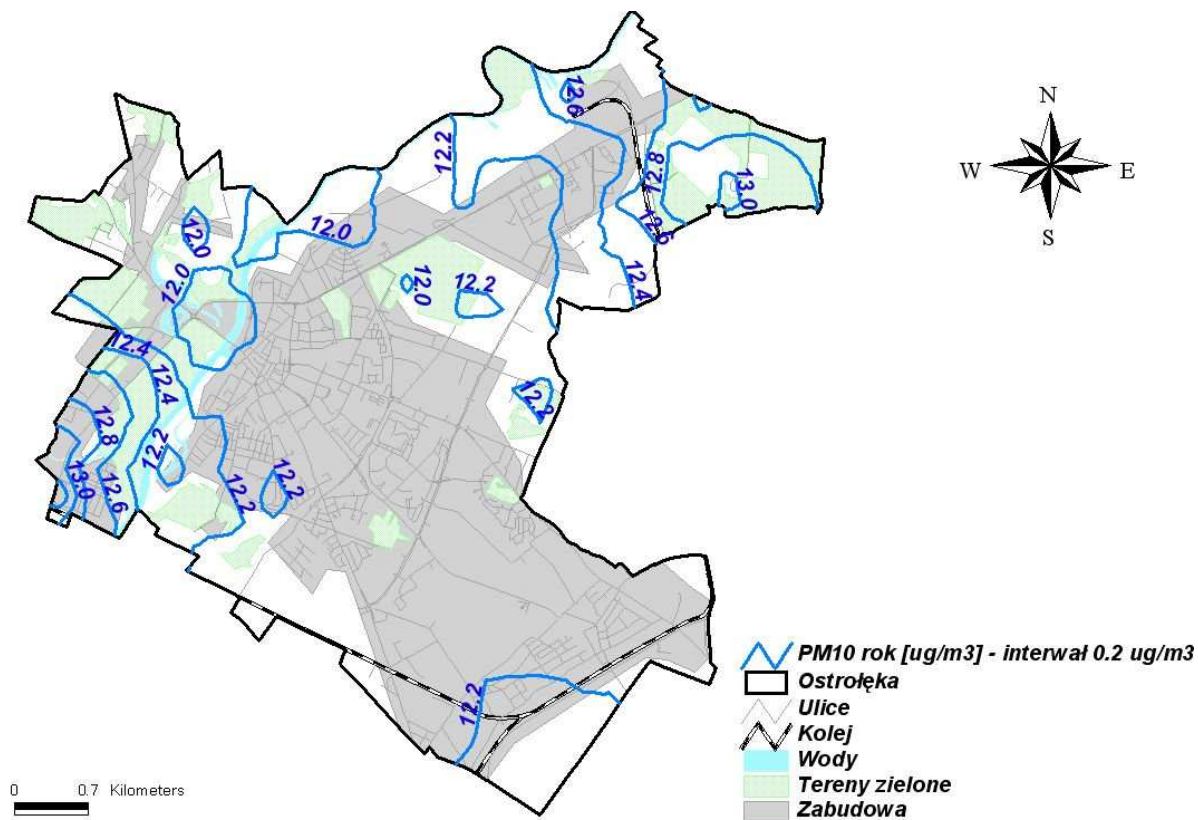 N
W E
S
12.6
12.2
12.8
13.0
12.0
12.0
12.6
12.0
12.0
12.2
12.4
12.4
12.4
12.2
12.8
12.2
13.0
12.6
12.2
12.2
12.2
PM10 rok [ug/m3] - interwał 0.2 ug/m3
Ostrołęka
Ulice
Kolej
Wody
Tereny zielone
Zabudowa
0 0.7 Kilometers